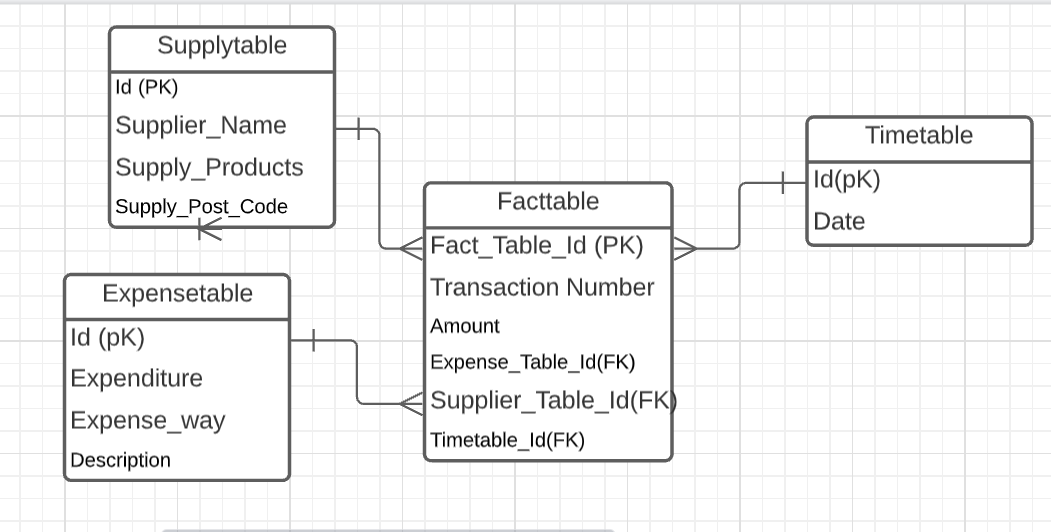 Supplytable
Id (PK)
Supplier_Name
Supply_Products
Supply_Post_Code
Expensetable
Id (pK)
Expenditure
Expense_way
Description
Facttable
Fact_Table_Id (PK)
Transaction Number
Amount
Expense_Table_Id(FK)
Supplier_Table_Id(FK)
Timetable_Id(FK)
Timetable
Id(pK)
Date